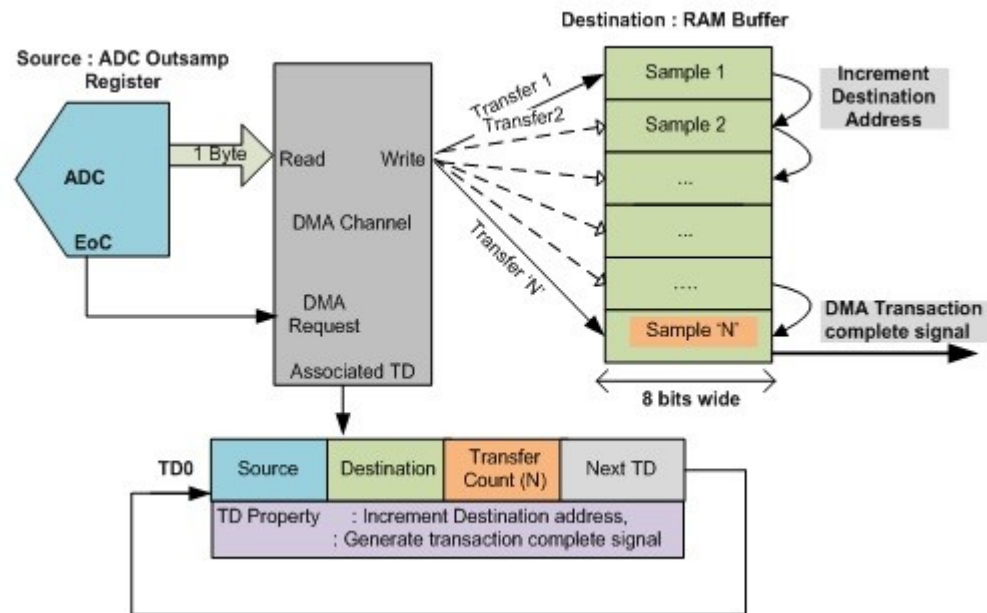 Destination : RAM Buffer
Source : ADC Outsamp
Register
Sample 1
Increment
Destination
Address
Transfer 1
Transfer2
Sample 2
1 Byte
Read
Write
ADC
...
DMA Channel
...
EoC
Transfer 'N'
....
DMA
Request
Sample 'N'
DMA Transaction
complete signal
Associated TD
8 bits wide
TD0
Source
Destination
Transfer
Count (N)
Next TD
TD Property : Increment Destination address,
: Generate transaction complete signal